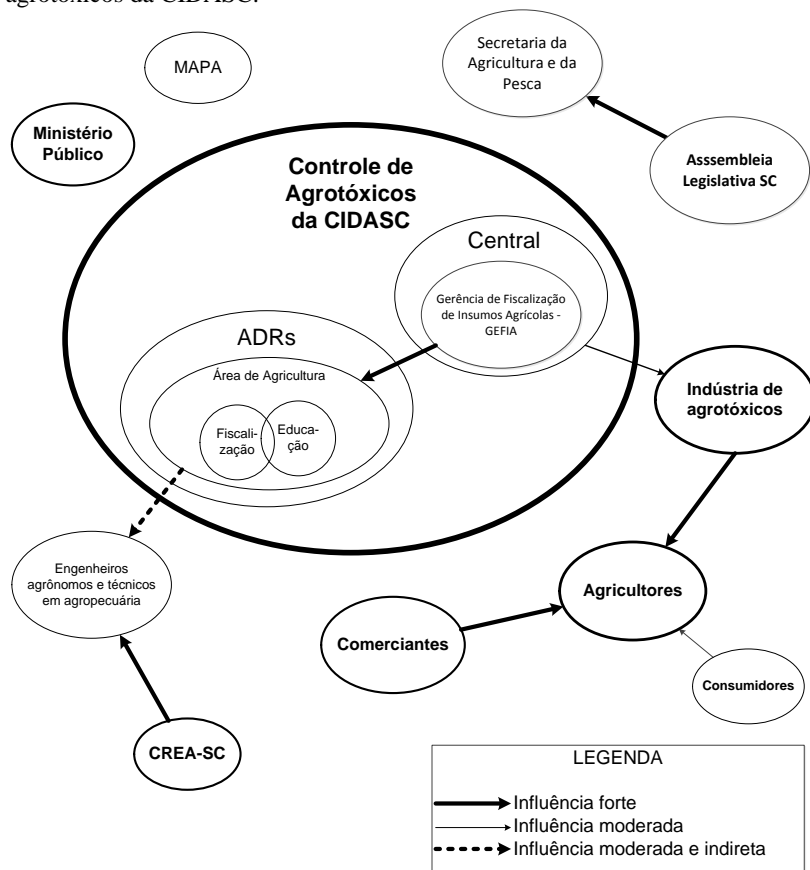 agrotóxicos da CIDASC.
MAPA
Secretaria da
Agricultura e da
Pesca
Ministério
Público
Asssembleia
Legislativa SC
Controle de
Agrotóxicos
da CIDASC
Central
Gerência de Fiscalização
de Insumos Agrícolas -
GEFIA
ADRs
Área de Agricultura
Fiscali-
zação
Educa-
ção
Indústria de
agrotóxicos
Engenheiros
agrônomos e técnicos
em agropecuária
Agricultores
Comerciantes
Consumidores
CREA-SC
LEGENDA
Influência forte
Influência moderada
Influência moderada e indireta